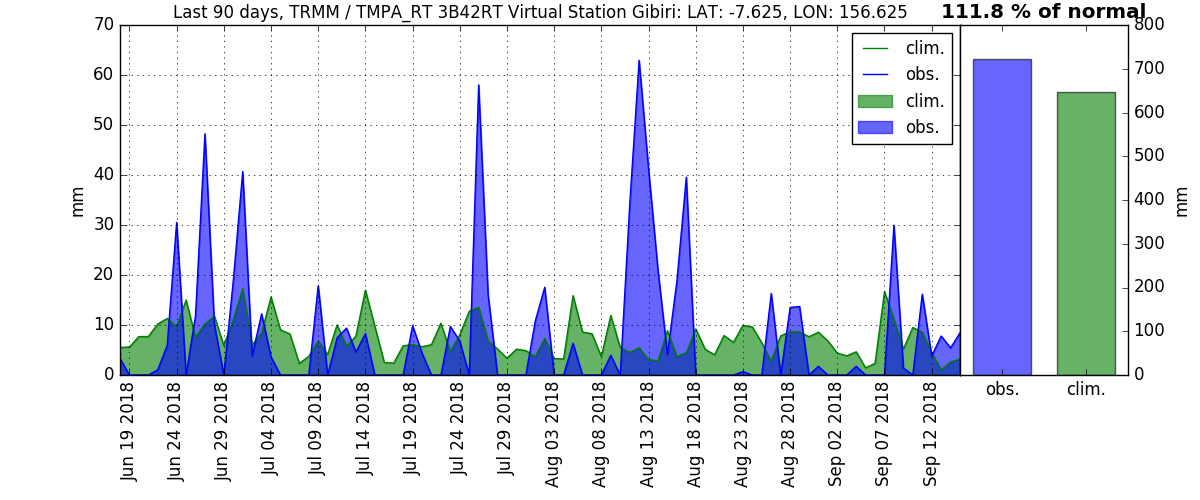 Last 90 days, TRMM / TMPA_RT 3B42RT Virtual Station Gibiri: LAT: -7.625, LON: 156.625
111.8 % of normal
70
60
50
40
30
20
10
0
mm
clim.
obs.
clim.
obs.
800
700
600
500
400
300
200
100
0
mm
Jun 19 2018
Jun 24 2018
Jun 29 2018
Jul 04 2018
Jul 09 2018
Jul 14 2018
Jul 19 2018
Jul 24 2018
Jul 29 2018
Aug 03 2018
Aug 08 2018
Aug 13 2018
Aug 18 2018
Aug 23 2018
Aug 28 2018
Sep 02 2018
Sep 07 2018
Sep 12 2018
obs.
clim.